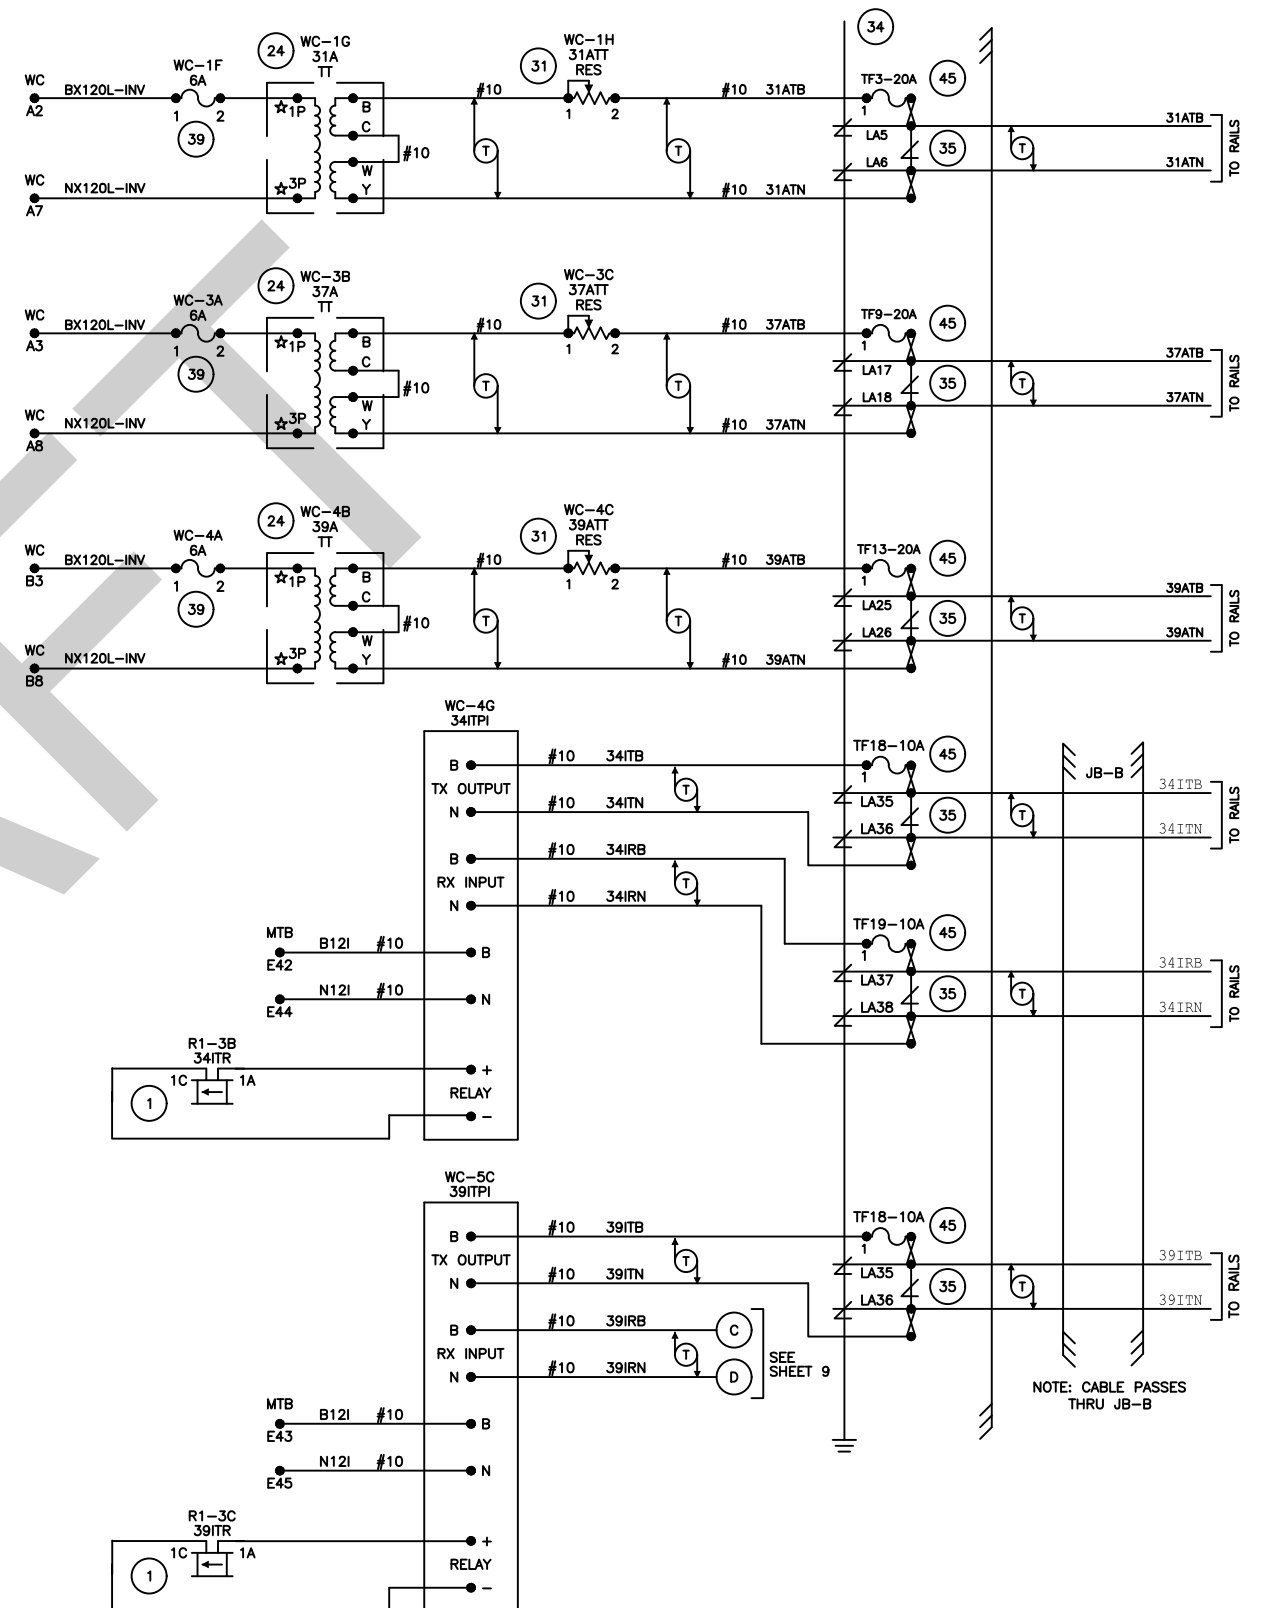 24 WC-1G
31A
TT
WC-1F
6A
WC
A2
BX120L-INV
1 2
39
☆1P
B
C
#10
W
Y
☆3P
WC
A7
NX120L-INV
#10
T
31
WC-1H
31ATT
RES
1 2
T
#10 31ATB
#10 31ATN
34
TF3-20A
45
1
LA5
35
LA6
T
31ATB
31ATN
TO RAILS
24 WC-3B
37A
TT
WC-3A
6A
WC
A3
BX120L-INV
1 2
39
☆1P
B
C
#10
W
Y
☆3P
WC
A8
NX120L-INV
#10
T
31
WC-3C
37ATT
RES
1 2
T
#10 37ATB
#10 37ATN
TF9-20A
45
1
LA17
35
LA18
T
37ATB
37ATN
TO RAILS
24 WC-4B
39A
TT
WC-4A
6A
WC
B3
BX120L-INV
1 2
39
☆1P
B
C
#10
W
Y
☆3P
WC
B8
NX120L-INV
#10
T
31
WC-4C
39ATT
RES
1 2
T
#10 39ATB
#10 39ATN
TF13-20A
45
1
LA25
35
LA26
T
39ATB
39ATN
TO RAILS
WC-4G
34ITPI
B
TX OUTPUT
N
#10 34ITB
T
#10 34ITN
B
RX INPUT
N
#10 34IRB
T
#10 34IRN
TF18-10A
45
1
LA35
35
LA36
T
JB-B
34ITB
34ITN
TO RAILS
TF19-10A
45
1
LA37
35
LA38
T
34IRB
34IRN
TO RAILS
MTB
E42
B12I #10
B
E44
N12I #10
N
R1-3B
34ITR
1C 1A
1
+
RELAY
-
WC-5C
39ITPI
B
TX OUTPUT
N
#10 39ITB
T
#10 39ITN
B
RX INPUT
N
#10 39IRB
C
T
#10 39IRN
D
SEE
SHEET 9
TF18-10A
45
1
LA35
35
LA36
T
39ITB
39ITN
TO RAILS
NOTE: CABLE PASSES
THRU JB-B
MTB
E43
B12I #10
B
E45
N12I #10
N
R1-3C
39ITR
1C 1A
1
+
RELAY
-